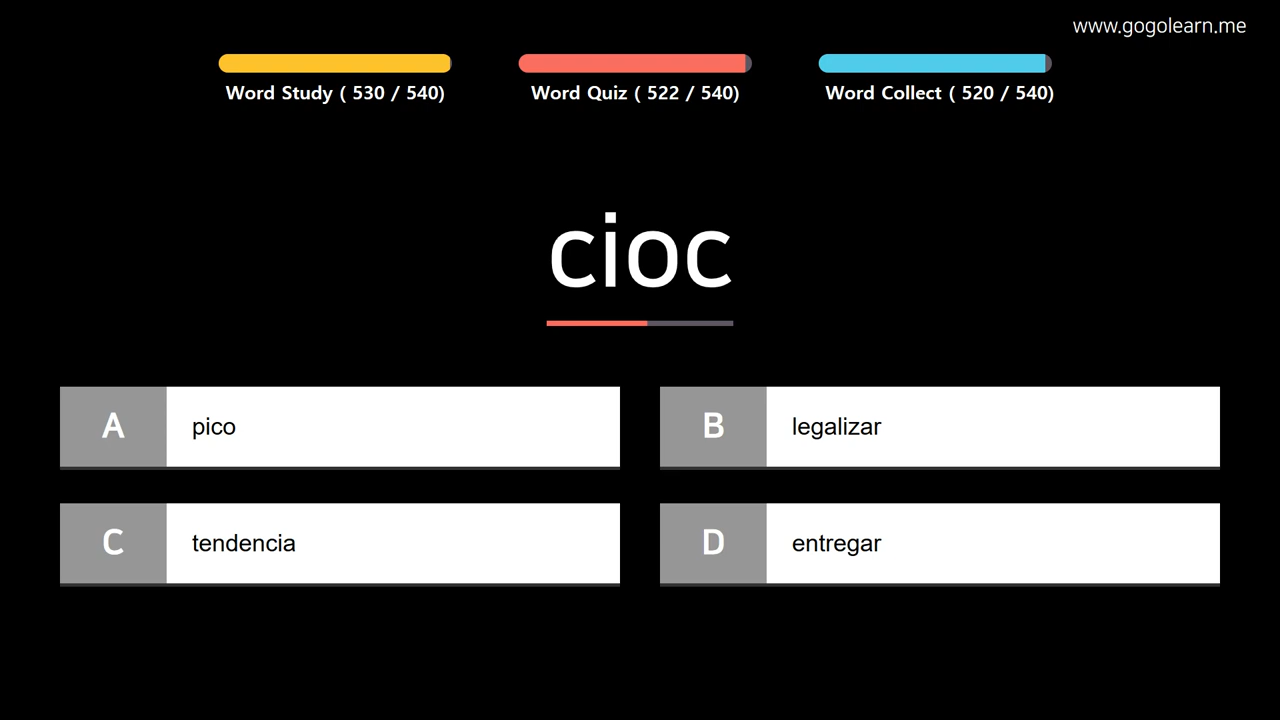 www.gogolearn.me
Word Study ( 530 / 540)
Word Quiz ( 522 / 540)
Word Collect ( 520 / 540)
cioc
A pico
B legalizar
C tendencia
D entregar